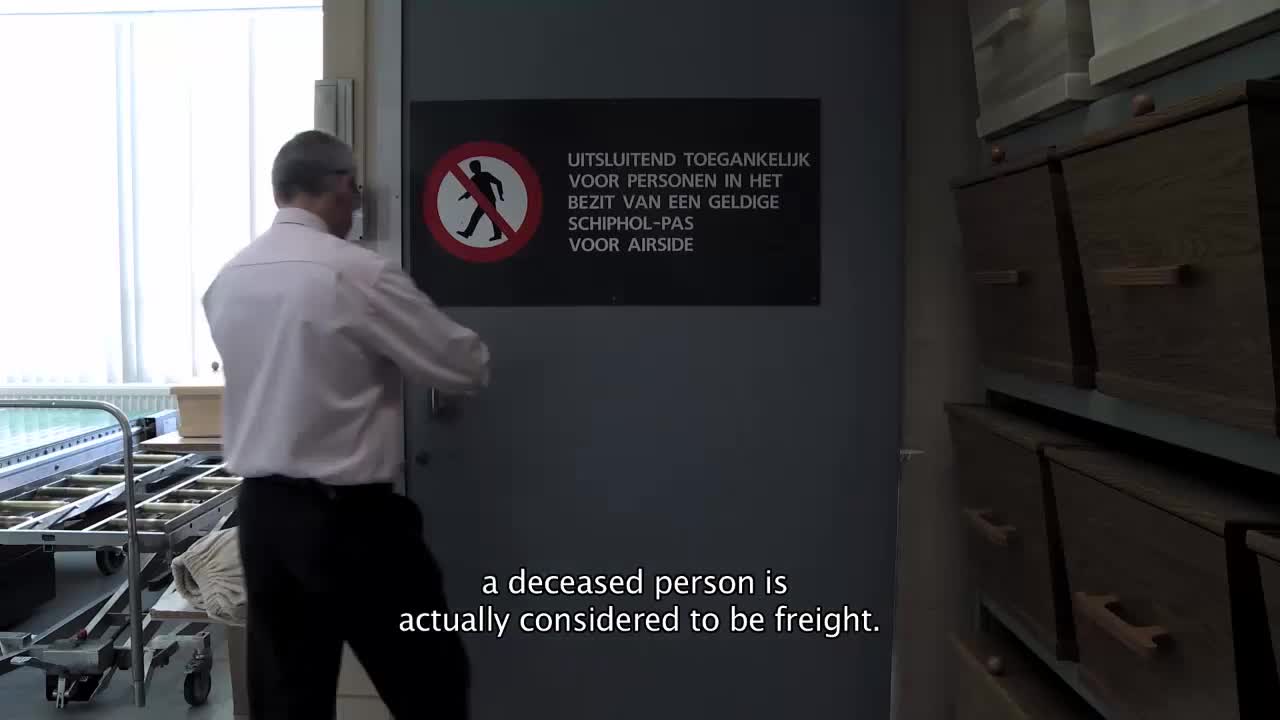 UITSLUITEND TOEGANKELIJK
VOOR PERSONEN IN HET
BEZIT VAN EEN GELDIGE
SCHIPHOL-PAS
VOOR AIRSIDE
a deceased person is
actually considered to be freight.